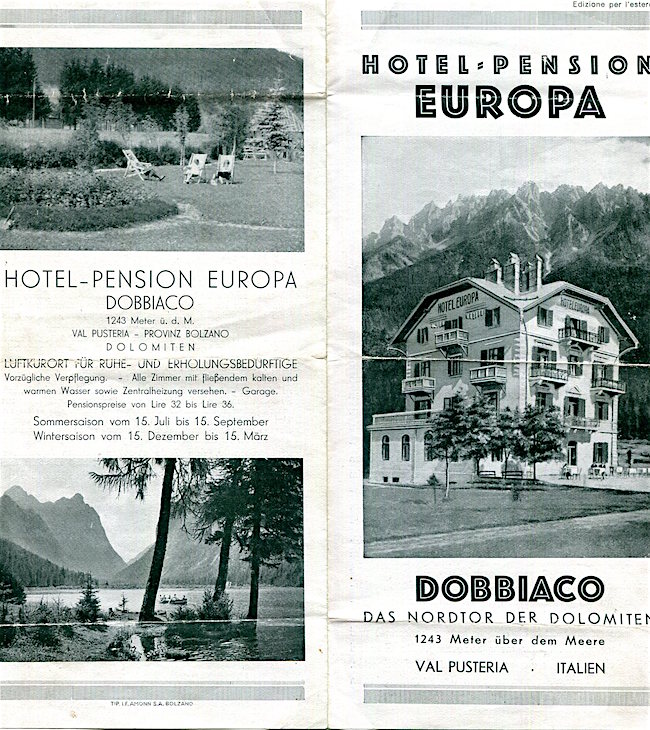 HOTEL-PENSION EUROPA
DOBBIACO
1243 Meter ü. d. M.
VAL PUSTERIA – PROVINZ BOLZANO
DOLOMITEN
LUFTKURORT FÜR RUHE- UND ERHOLUNGSBEDÜRFTIGE
Vorzügliche Verpflegung. – Alle Zimmer mit fließendem kalten und
warmen Wasser sowie Zentralheizung versehen. – Garage.
Pensionspreise von Lire 32 bis Lire 36.
Sommersaison vom 15. Juli bis 15. September
Wintersaison vom 15. Dezember bis 15. März
TIP. LE. AMONN S.A. BOLZANO
Edizione per l'estero
HOTEL-PENSION
EUROPA
HOTEL EUROPA
HOTEL EUROPA
DOBBIACO
DAS NORDTOR DER DOLOMITEN
1243 Meter über dem Meere
VAL PUSTERIA · ITALIEN